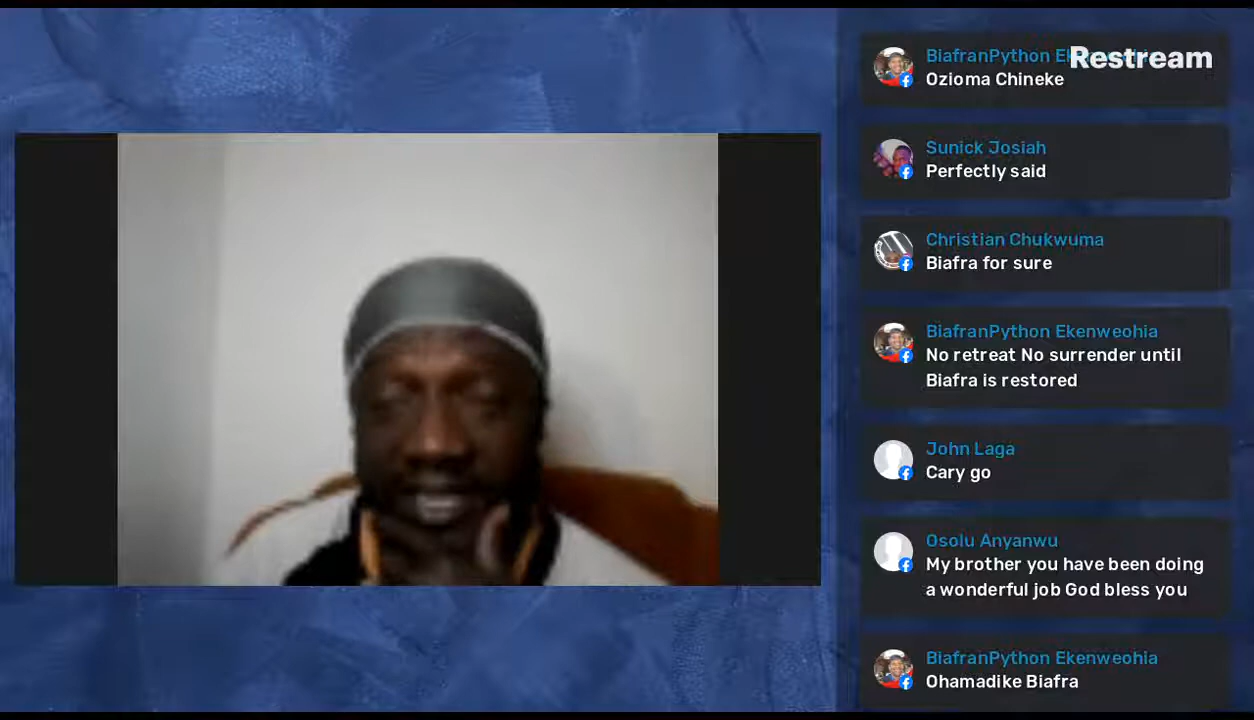 BiafranPython
Restream
Ozioma Chineke
Sunick Josiah
Perfectly said
Christian Chukwuma
Biafra for sure
BiafranPython Ekenweohia
No retreat No surrender until
Biafra is restored
John Laga
Cary go
Osolu Anyanwu
My brother you have been doing
a wonderful job God bless you
BiafranPython Ekenweohia
Ohamadike Biafra